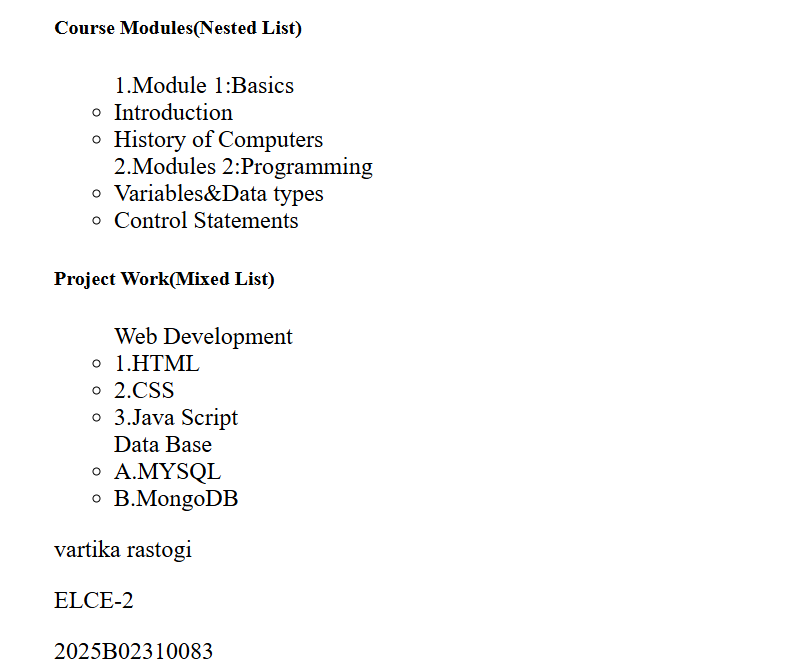 Course Modules(Nested List)
1.Module 1:Basics
Introduction
History of Computers
2.Modules 2:Programming
Variables&Data types
Control Statements
Project Work(Mixed List)
Web Development
1.HTML
2.CSS
3.Java Script
Data Base
A.MYSQL
B.MongoDB
vartika rastogi
ELCE-2
2025B02310083